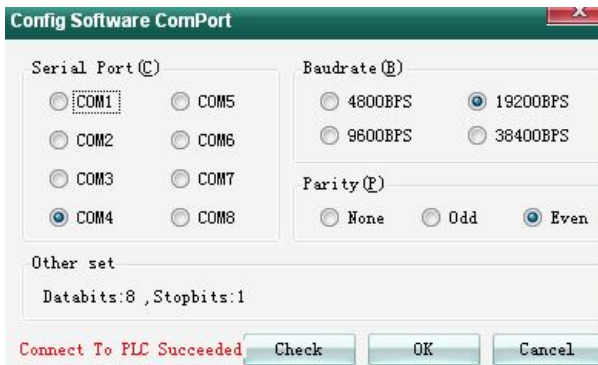 Config Software ComPort
Serial Port(C)
COM1 COM5
COM2 COM6
COM3 COM7
COM4 COM8
Baudrate(B)
4800BPS 19200BPS
9600BPS 38400BPS
Parity(P)
None Odd Even
Other set
Databits:8 ,Stopbits:1
Connect To PLC Succeeded Check OK Cancel